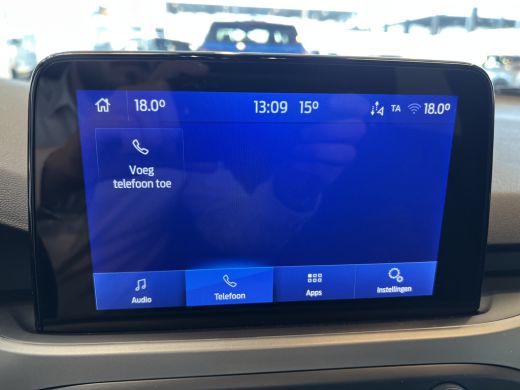 18.0º 13:09 15º TA 18.0º
Voeg
telefoon toe
Audio Telefoon Apps Instellingen